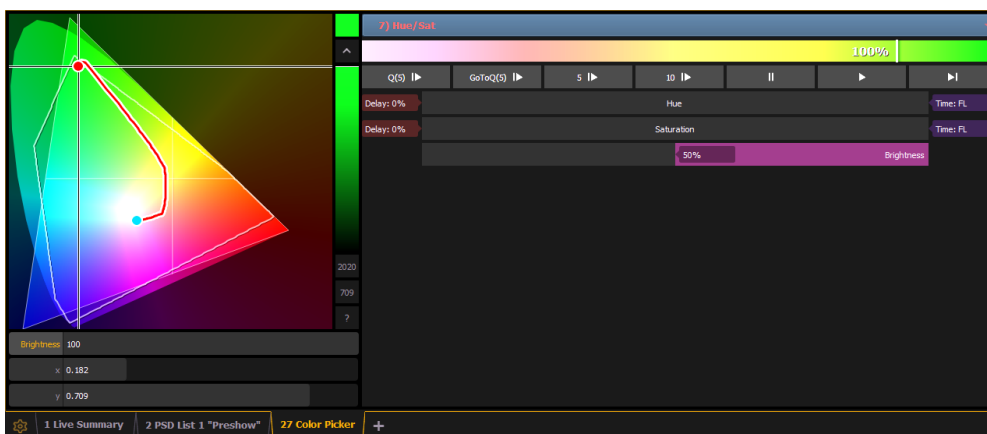 7) Hue/Sat
100%
Q(5) GoToQ(5) 5 10
Delay: 0% Hue Time: FL
Delay: 0% Saturation Time: FL
50% Brightness
2020
709
?
Brightness 100
x 0.182
y 0.709
1 Live Summary 2 PSD List 1 "Preshow" 27 Color Picker +